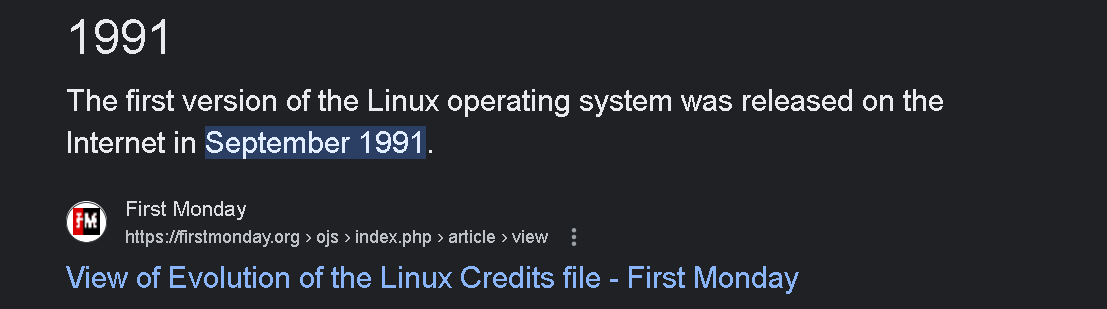 1991
The first version of the Linux operating system was released on the
Internet in September 1991.
FM
First Monday
https://firstmonday.org › ojs › index.php › article › view
View of Evolution of the Linux Credits file - First Monday